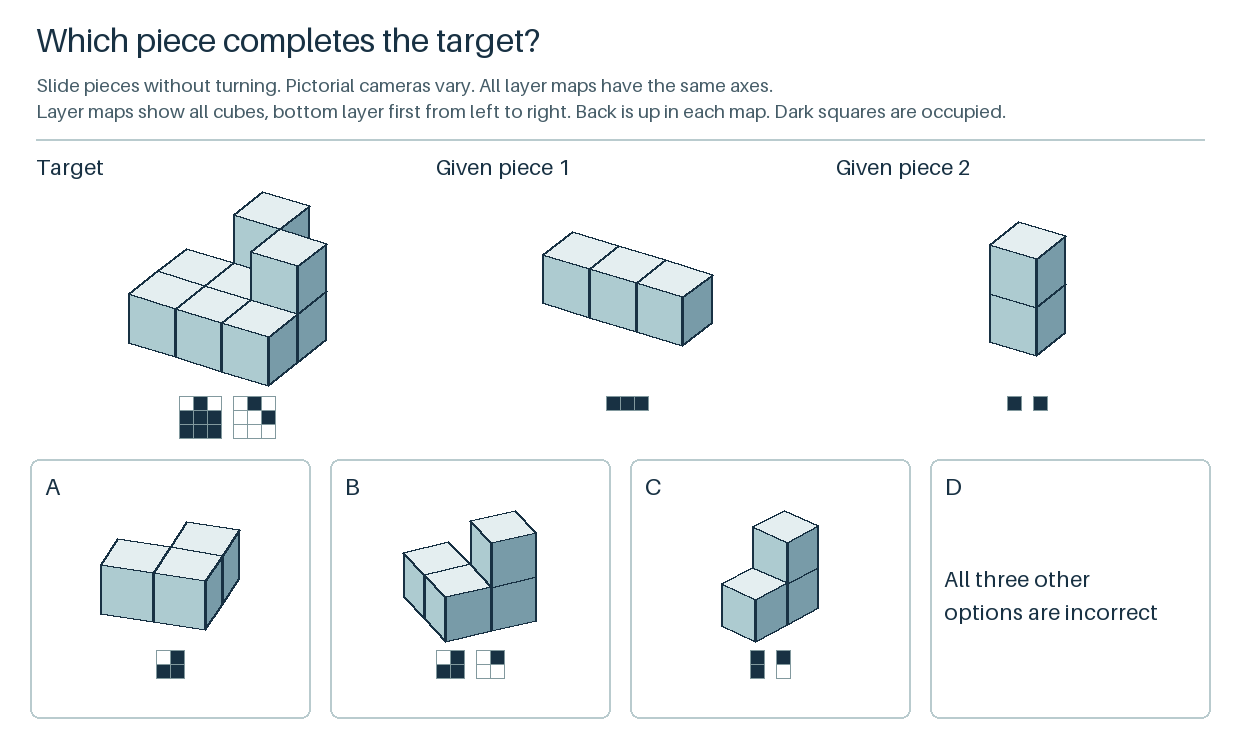 Which piece completes the target?
Slide pieces without turning. Pictorial cameras vary. All layer maps have the same axes.
Layer maps show all cubes, bottom layer first from left to right. Back is up in each map. Dark squares are occupied.
Target
Given piece 1
Given piece 2
A
B
C
D
All three other
options are incorrect